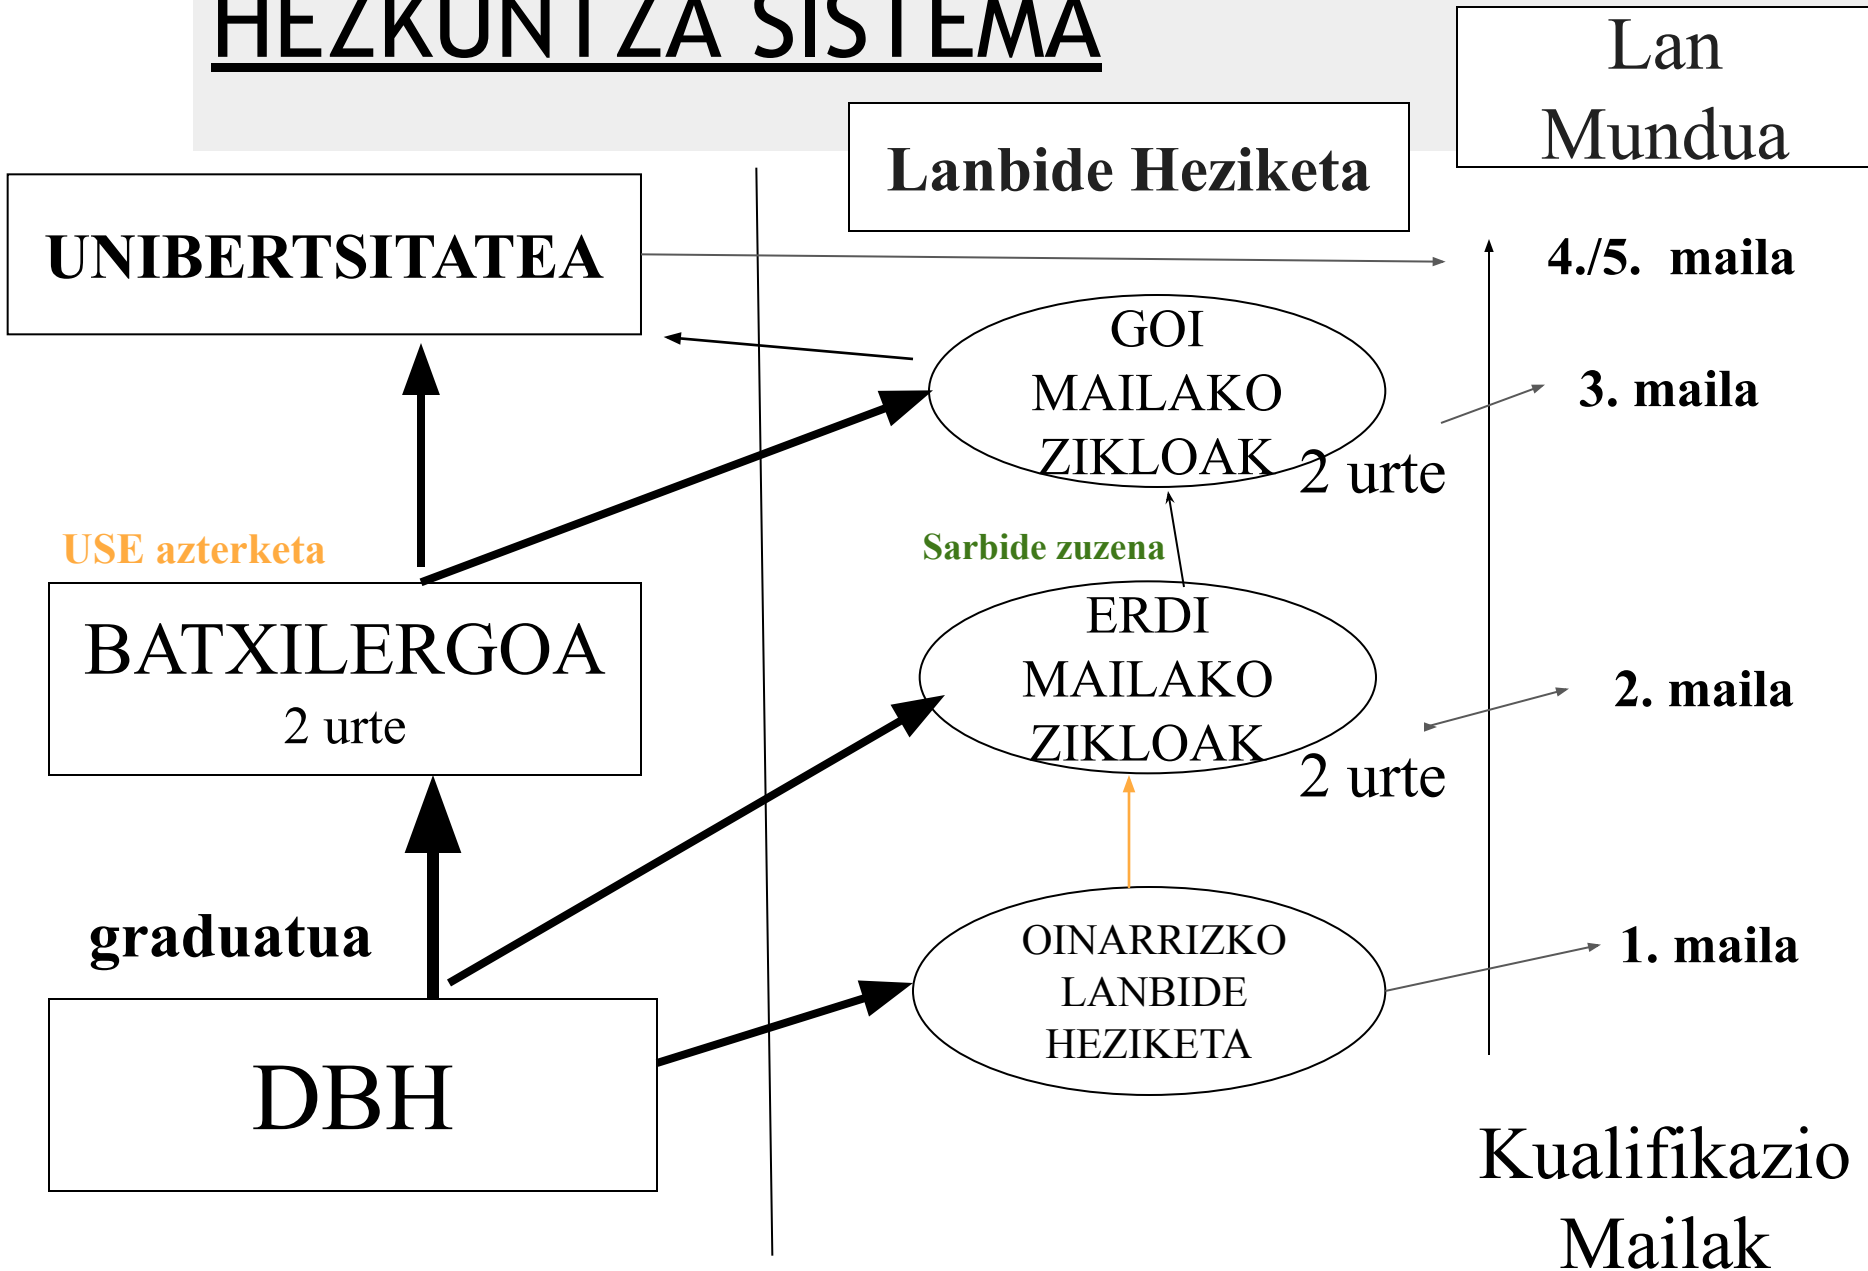 HEZKUNTZA SISTEMA
Lan
Mundua
Lanbide Heziketa
UNIBERTSITATEA
4./5. maila
GOI
MAILAKO
ZIKLOAK
2 urte
3. maila
USE azterketa
Sarbide zuzena
BATXILERGOA
2 urte
ERDI
MAILAKO
ZIKLOAK
2 urte
2. maila
graduatua
OINARRIZKO
LANBIDE
HEZIKETA
1. maila
DBH
Kualifikazio
Mailak